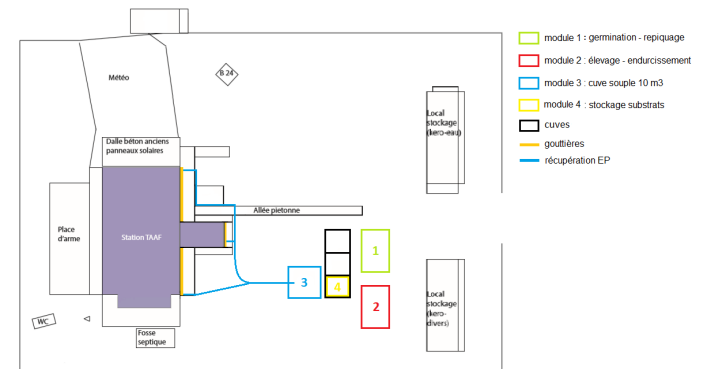 Météo
B 24
Dalle béton anciens
panneaux solaires
Local
stockage
(kero-eau)
Allée pietonne
Place
d'arme
Station TAAF
1
3
4
2
Local
stockage
(kero-
divers)
WC
Fosse
septique
module 1 : germination - repiquage
module 2 : élevage - endurcissement
module 3 : cuve souple 10 m3
module 4 : stockage substrats
cuves
gouttières
récupération EP